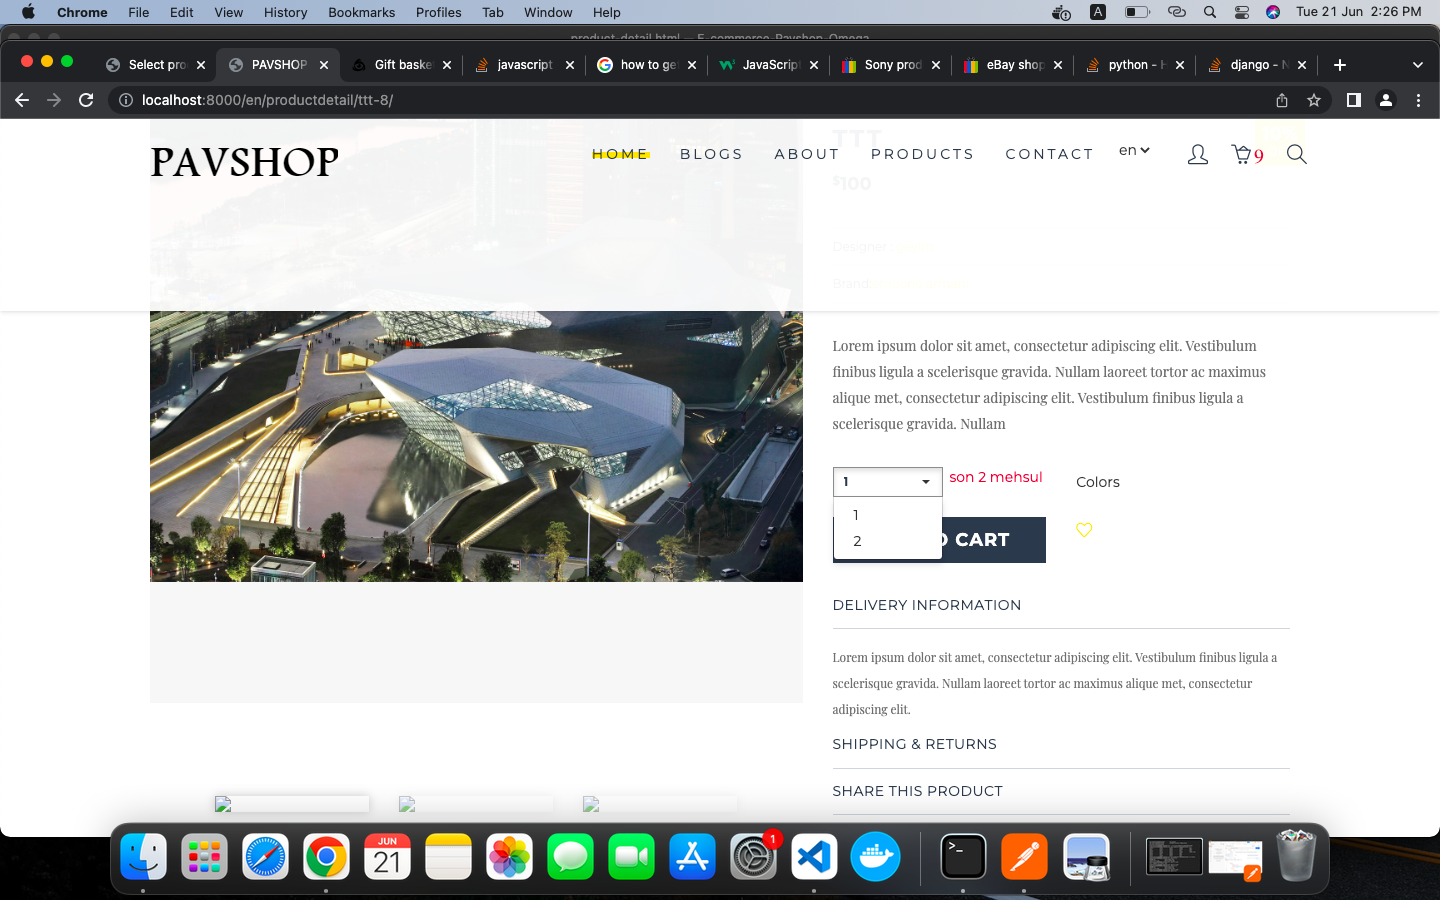 Chrome File Edit View History Bookmarks Profiles Tab Window Help A Tue 21 Jun 2:26 PM
product-detail.html — E-commerce-Pavshop-Omega
Select pro PAVSHOP Gift baske javascript how to ge JavaScript Sony prod eBay shop python - H django - N
localhost:8000/en/productdetail/ttt-8/
TTT
PAVSHOP HOME BLOGS ABOUT PRODUCTS CONTACT en 9
$100
Designer
Brand:
Lorem ipsum dolor sit amet, consectetur adipiscing elit. Vestibulum
finibus ligula a scelerisque gravida. Nullam laoreet tortor ac maximus
alique met, consectetur adipiscing elit. Vestibulum finibus ligula a
scelerisque gravida. Nullam
1 son 2 mehsul Colors
1
2
O CART
DELIVERY INFORMATION
Lorem ipsum dolor sit amet, consectetur adipiscing elit. Vestibulum finibus ligula a
scelerisque gravida. Nullam laoreet tortor ac maximus alique met, consectetur
adipiscing elit.
SHIPPING & RETURNS
SHARE THIS PRODUCT
JUN
21
1